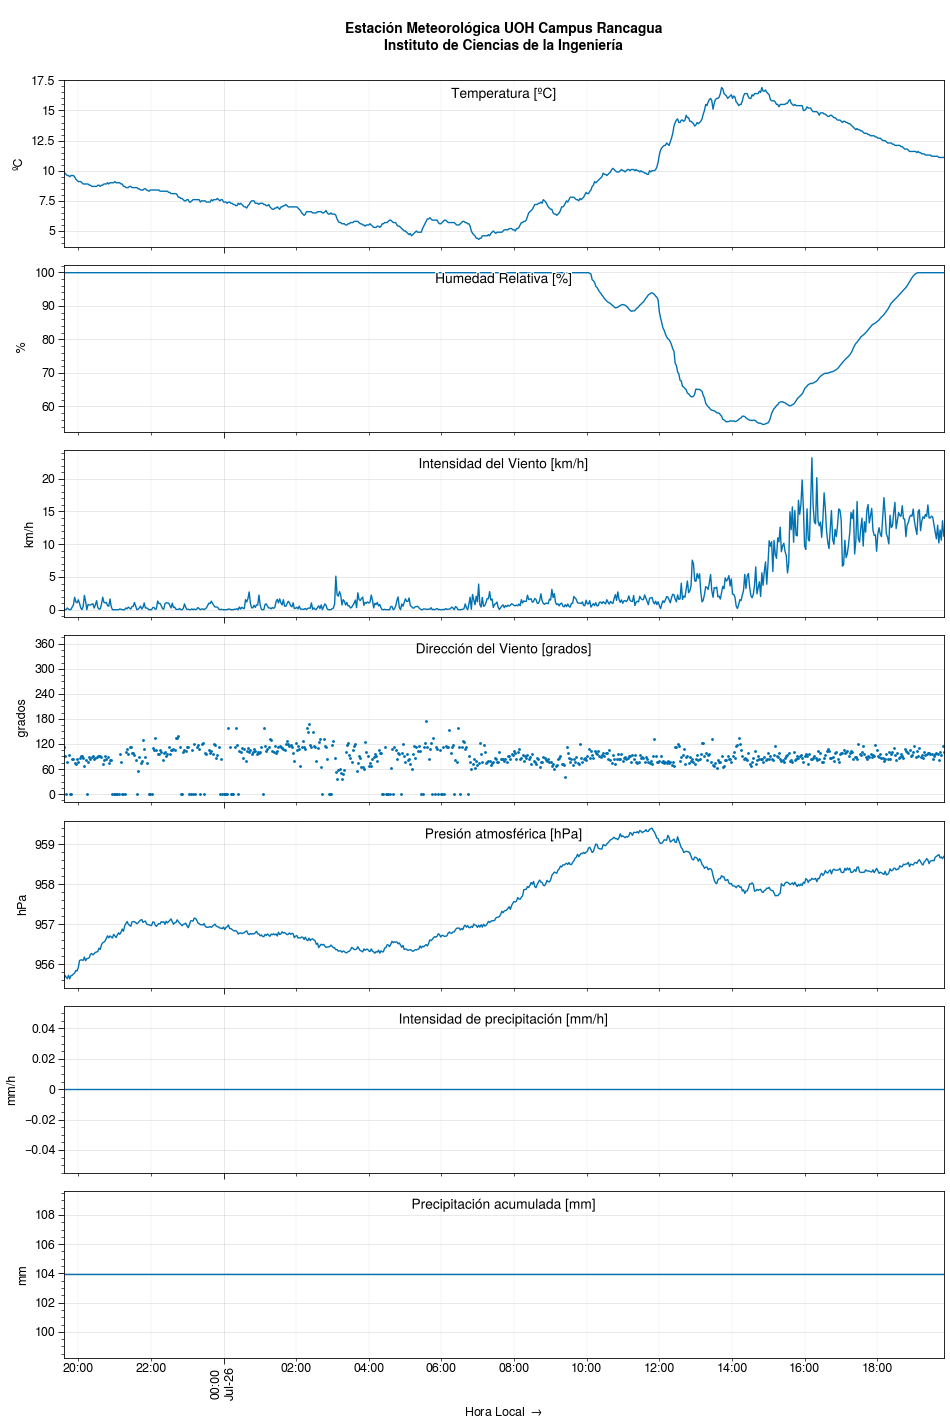 Estación Meteorológica UOH Campus Rancagua
Instituto de Ciencias de la Ingeniería
Temperatura [ºC]
ºC
17.5
15
12.5
10
7.5
5
Humedad Relativa [%]
%
100
90
80
70
60
Intensidad del Viento [km/h]
km/h
20
15
10
5
0
Dirección del Viento [grados]
grados
360
300
240
180
120
60
0
Presión atmosférica [hPa]
hPa
959
958
957
956
Intensidad de precipitación [mm/h]
mm/h
0.04
0.02
0
−0.02
−0.04
Precipitación acumulada [mm]
mm
108
106
104
102
100
20:00 22:00 00:00 02:00 04:00 06:00 08:00 10:00 12:00 14:00 16:00 18:00
Jul-26
Hora Local →